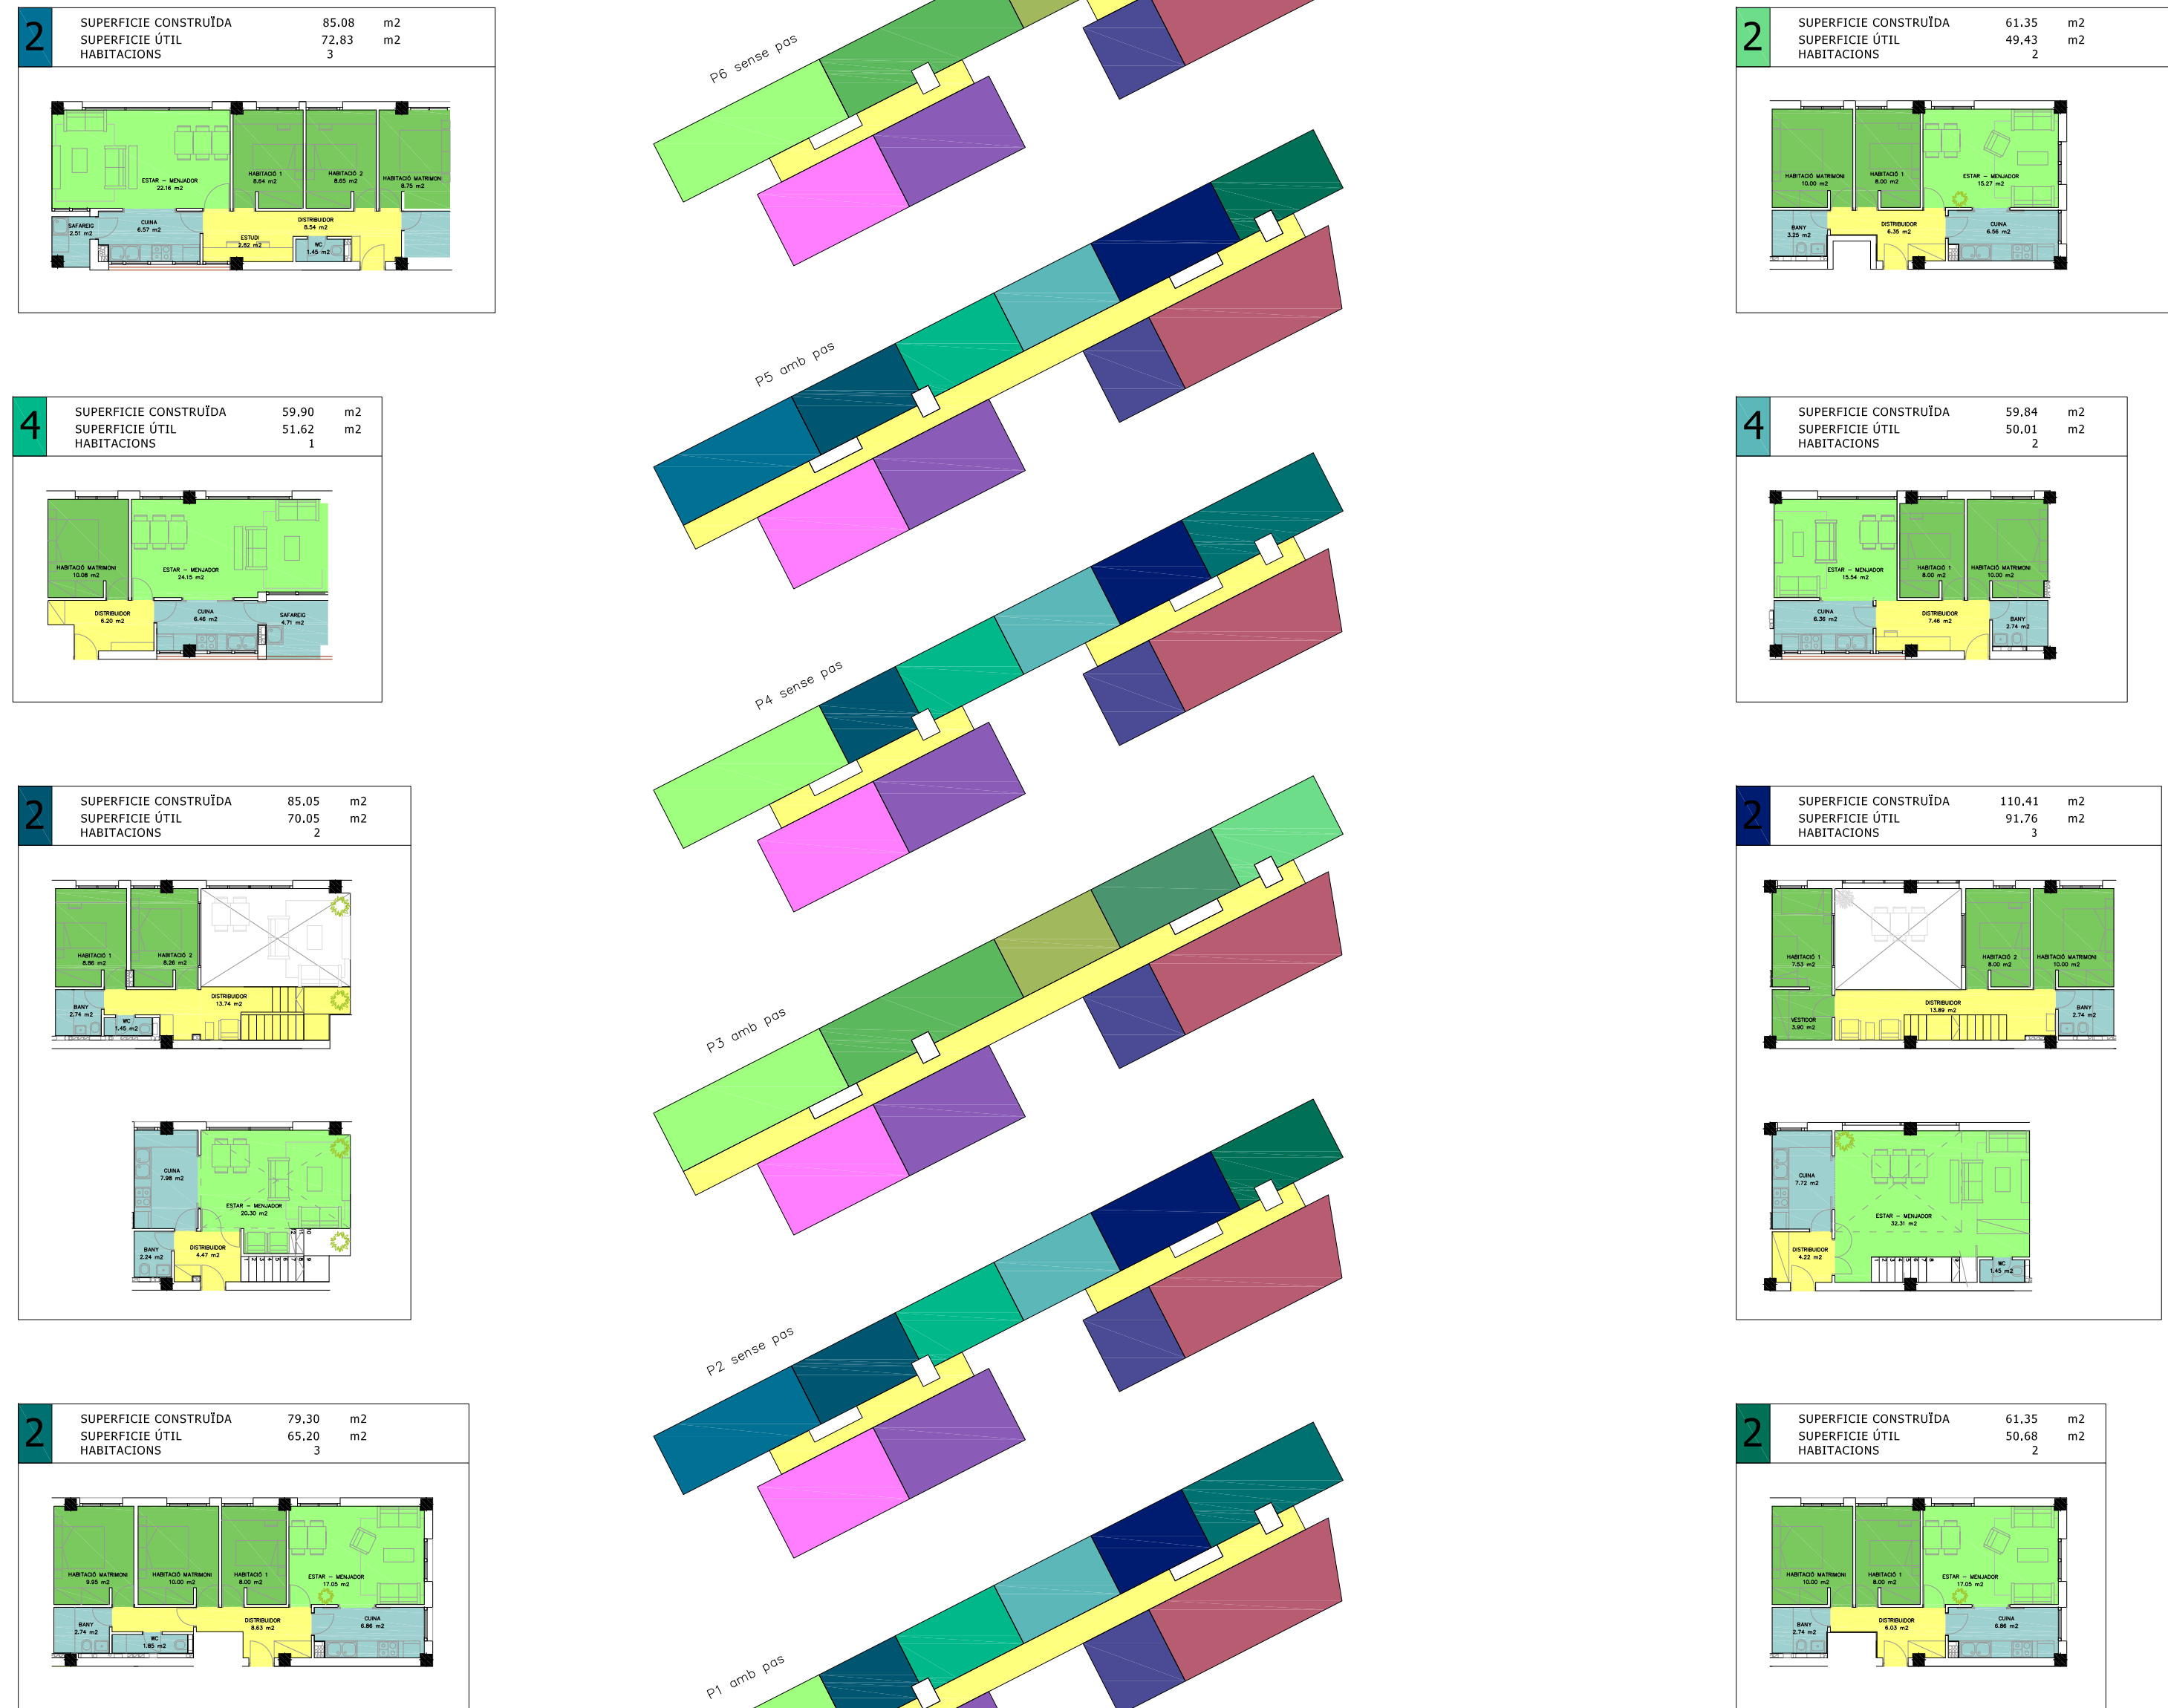 2
SUPERFICIE CONSTRUÏDA 85.08 m2
SUPERFICIE ÚTIL 72,83 m2
HABITACIONS 3
ESTAR - MENJADOR
22.16 m2
HABITACIÓ 1
8.64 m2
HABITACIÓ 2
8.65 m2
HABITACIÓ MATRIMONI
8.75 m2
SAFAREIG
2.51 m2
CUINA
6.57 m2
DISTRIBUIDOR
8.54 m2
ESTUDI
2.82 m2
WC
1.45 m2
4
SUPERFICIE CONSTRUÏDA 59,90 m2
SUPERFICIE ÚTIL 51,62 m2
HABITACIONS 1
HABITACIÓ MATRIMONI
10.08 m2
ESTAR - MENJADOR
24.15 m2
DISTRIBUIDOR
6.20 m2
CUINA
6.46 m2
SAFAREIG
4.71 m2
2
SUPERFICIE CONSTRUÏDA 85.05 m2
SUPERFICIE ÚTIL 70.05 m2
HABITACIONS 2
HABITACIÓ 1
8.86 m2
HABITACIÓ 2
8.26 m2
BANY
2.74 m2
WC
1.45 m2
DISTRIBUIDOR
13.74 m2
CUINA
7.98 m2
ESTAR - MENJADOR
20.30 m2
BANY
2.24 m2
DISTRIBUIDOR
4.47 m2
2
SUPERFICIE CONSTRUÏDA 79,30 m2
SUPERFICIE ÚTIL 65,20 m2
HABITACIONS 3
HABITACIÓ MATRIMONI
9.95 m2
HABITACIÓ MATRIMONI
10.00 m2
HABITACIÓ 1
8.00 m2
ESTAR - MENJADOR
17.05 m2
BANY
2.74 m2
WC
1.85 m2
DISTRIBUIDOR
8.63 m2
CUINA
6.86 m2
P6 sense pas
P5 amb pas
P4 sense pas
P3 amb pas
P2 sense pas
P1 amb pas
2
SUPERFICIE CONSTRUÏDA 61,35 m2
SUPERFICIE ÚTIL 49,43 m2
HABITACIONS 2
HABITACIÓ MATRIMONI
10.00 m2
HABITACIÓ 1
8.00 m2
ESTAR - MENJADOR
15.27 m2
BANY
3.25 m2
DISTRIBUIDOR
6.35 m2
CUINA
6.56 m2
4
SUPERFICIE CONSTRUÏDA 59,84 m2
SUPERFICIE ÚTIL 50,01 m2
HABITACIONS 2
ESTAR - MENJADOR
15.54 m2
HABITACIÓ 1
8.00 m2
HABITACIÓ MATRIMONI
10.00 m2
CUINA
6.36 m2
DISTRIBUIDOR
7.46 m2
BANY
2.74 m2
2
SUPERFICIE CONSTRUÏDA 110.41 m2
SUPERFICIE ÚTIL 91,76 m2
HABITACIONS 3
HABITACIÓ 1
7.53 m2
HABITACIÓ 2
8.00 m2
HABITACIÓ MATRIMONI
10.00 m2
VESTIDOR
3.90 m2
DISTRIBUIDOR
13.89 m2
BANY
2.74 m2
CUINA
7.72 m2
ESTAR - MENJADOR
32.31 m2
DISTRIBUIDOR
4.22 m2
WC
1.45 m2
2
SUPERFICIE CONSTRUÏDA 61,35 m2
SUPERFICIE ÚTIL 50,68 m2
HABITACIONS 2
HABITACIÓ MATRIMONI
10.00 m2
HABITACIÓ 1
8.00 m2
ESTAR - MENJADOR
17.05 m2
BANY
2.74 m2
DISTRIBUIDOR
6.03 m2
CUINA
6.86 m2